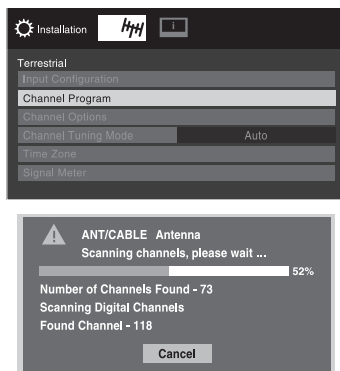 Installation
i
Terrestrial
Input Configuration
Channel Program
Channel Options
Channel Tuning Mode Auto
Time Zone
Signal Meter
ANT/CABLE Antenna
Scanning channels, please wait ...
52%
Number of Channels Found - 73
Scanning Digital Channels
Found Channel - 118
Cancel